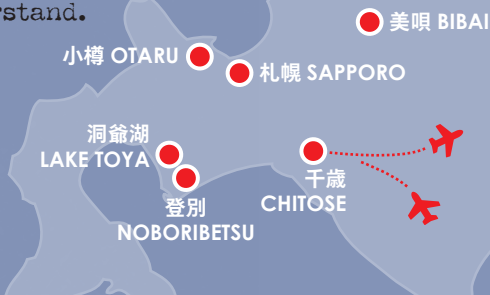 rstand.
美唄 BIBAI
小樽 OTARU
札幌 SAPPORO
洞爺湖
LAKE TOYA
千歳
CHITOSE
登別
NOBORIBETSU